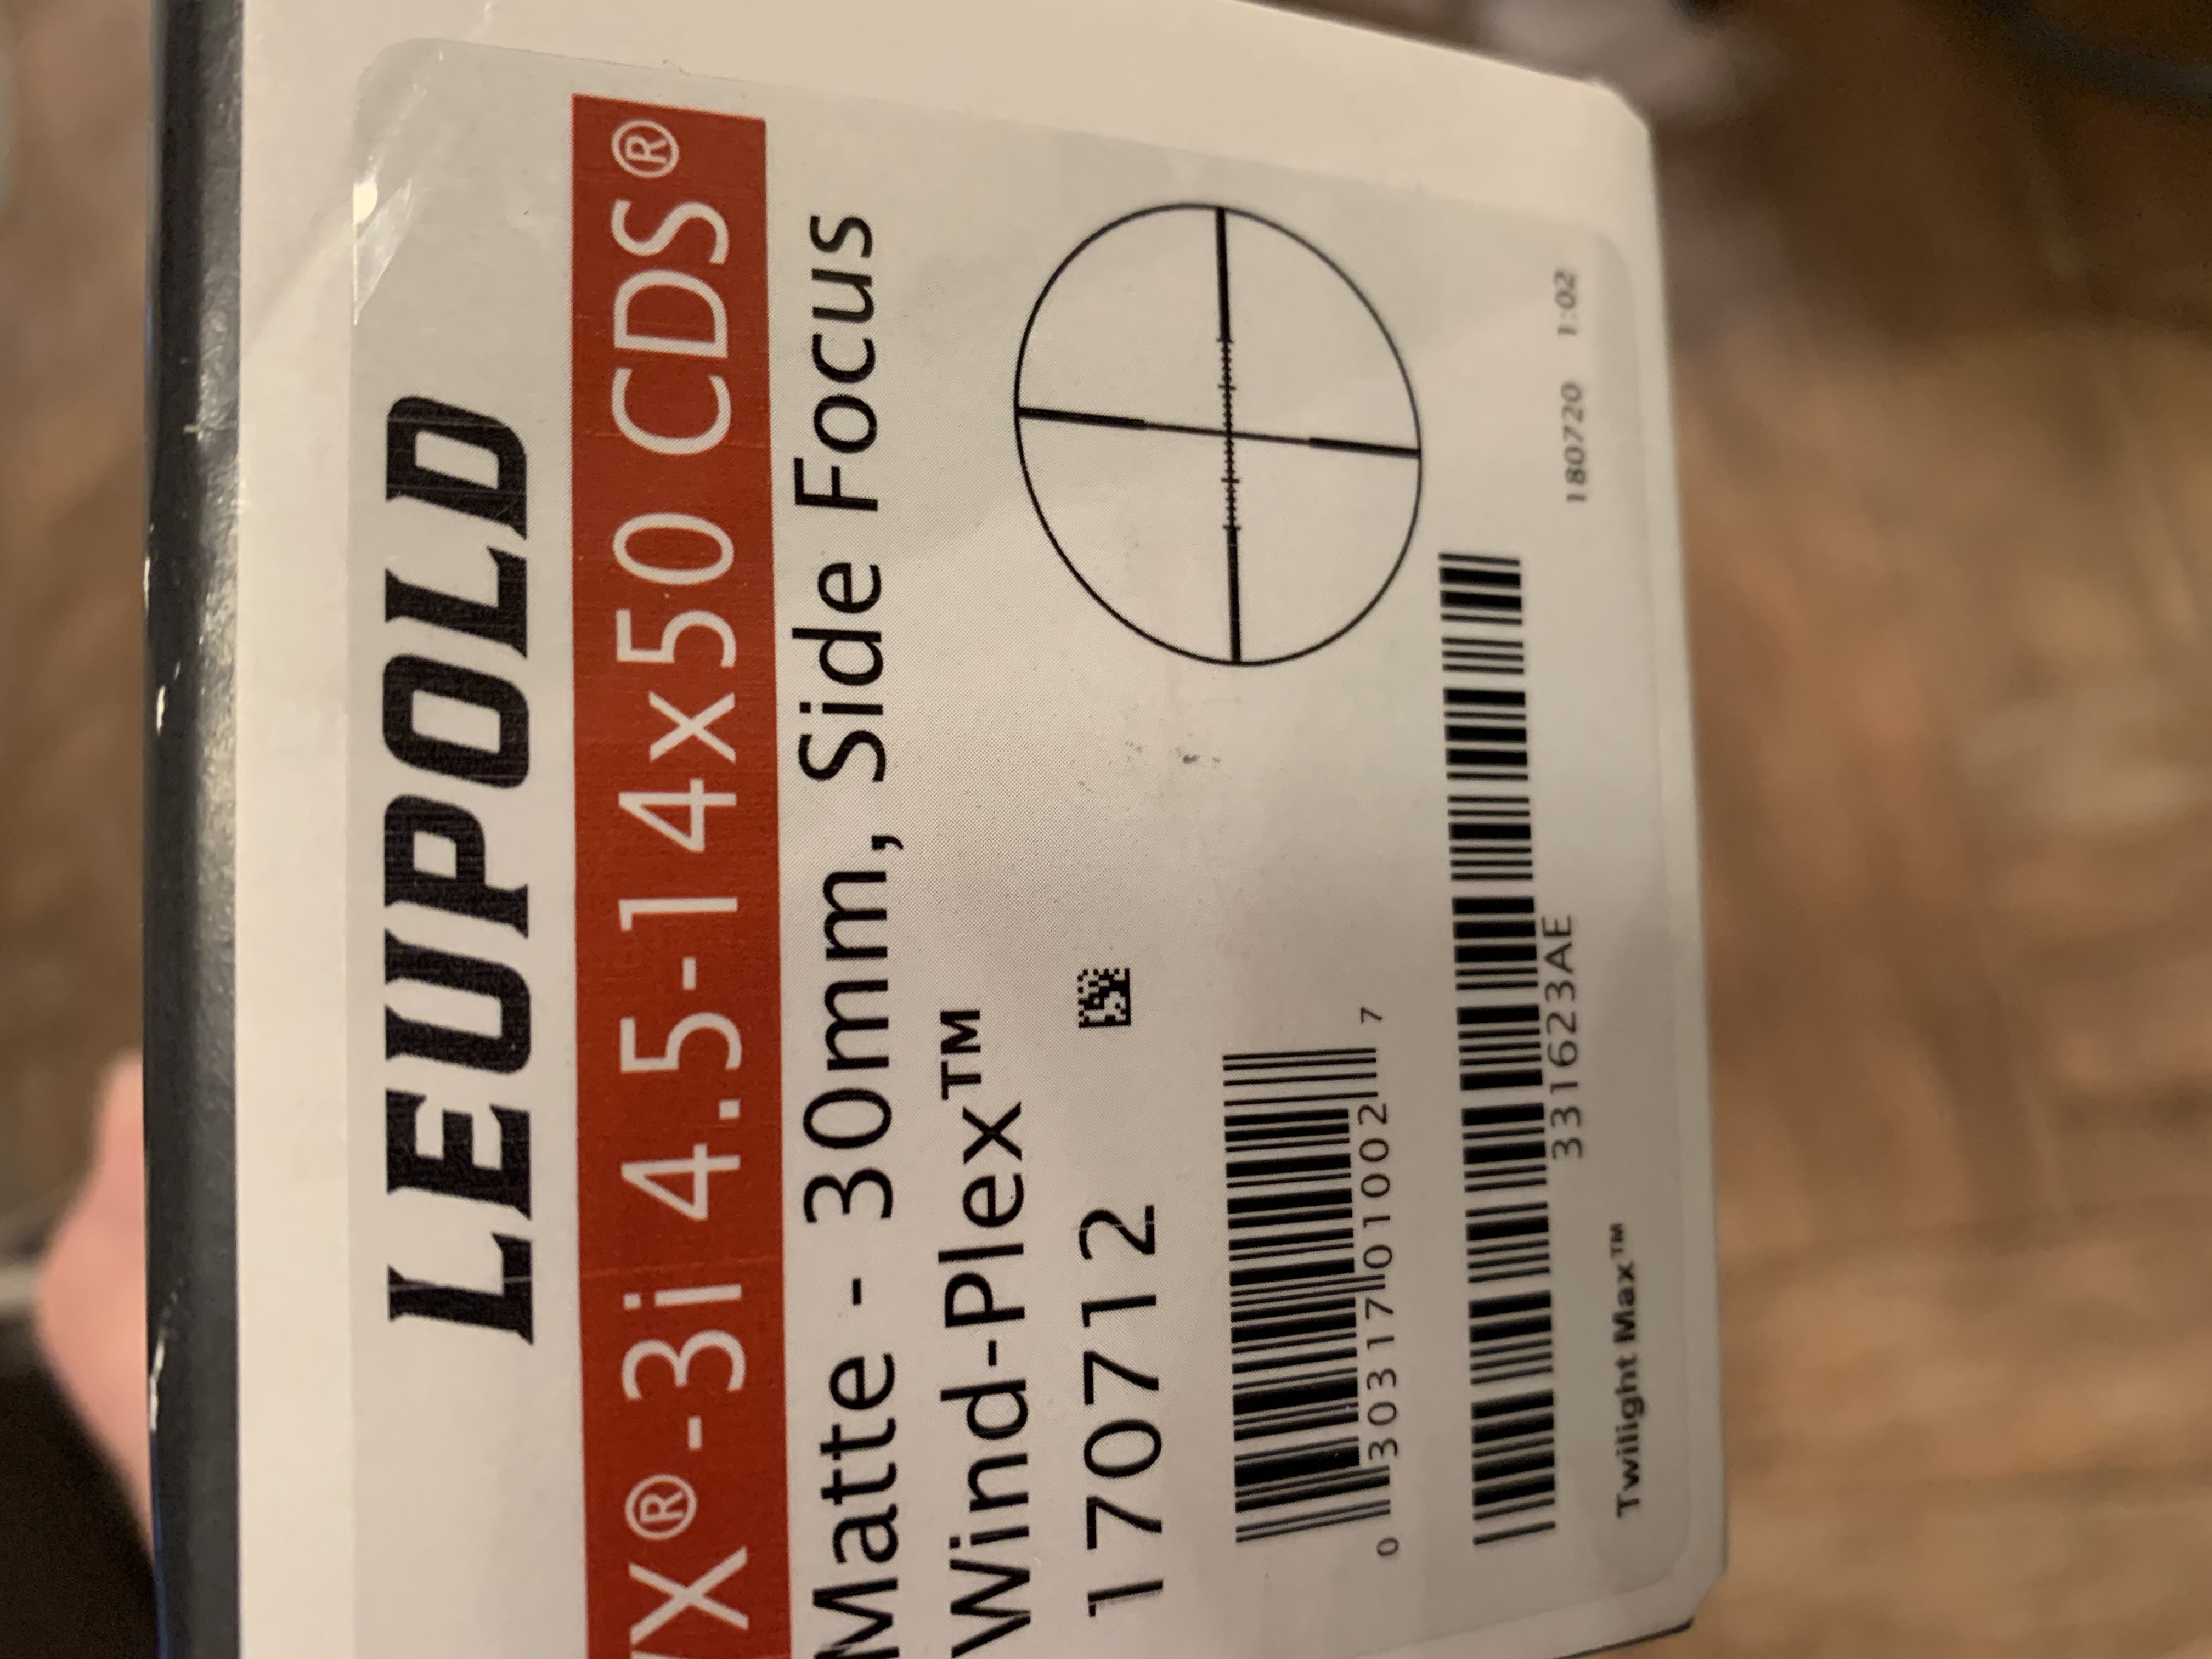 LEUPOLD
X®-3i 4.5-14x50 CDS®
Matte - 30mm, Side Focus
Wind-Plex™
170712
0 30317 01002 7
331623AE
Twilight Max™
180720 1:02